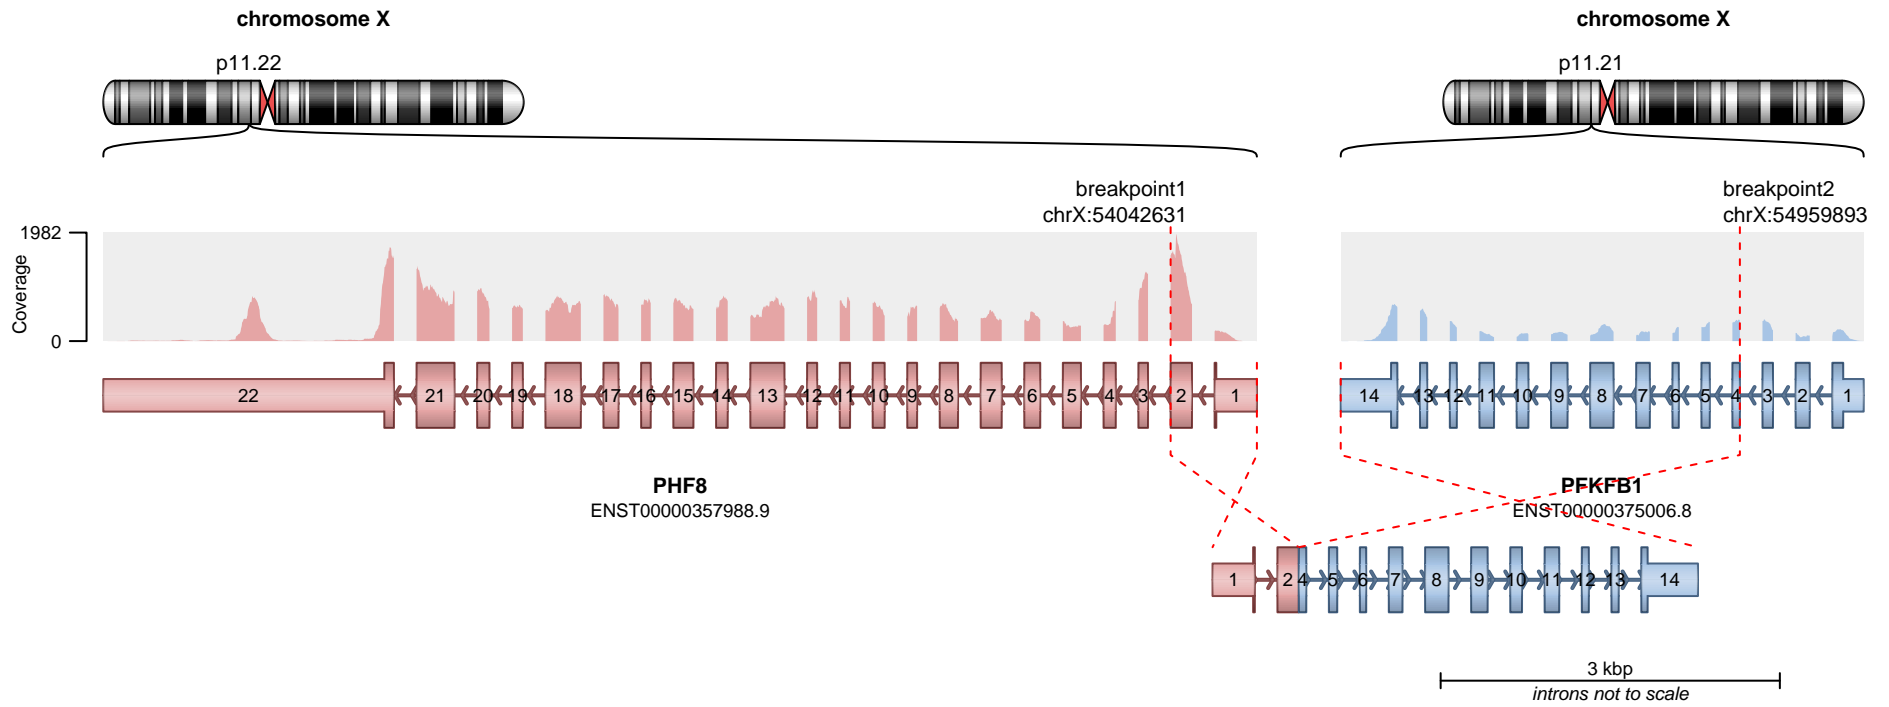 chromosome X
chromosome X
p11.22
p11.21
breakpoint1
chrX:54042631
breakpoint2
chrX:54959893
1982
Coverage
0
22 21 20 19 18 17 16 15 14 13 12 11 10 9 8 7 6 5 4 3 2 1
14 13 12 11 10 9 8 7 6 5 4 3 2 1
PHF8
ENST00000357988.9
PFKFB1
ENST00000375006.8
1 2 4 5 6 7 8 9 10 11 12 13 14
3 kbp
introns not to scale